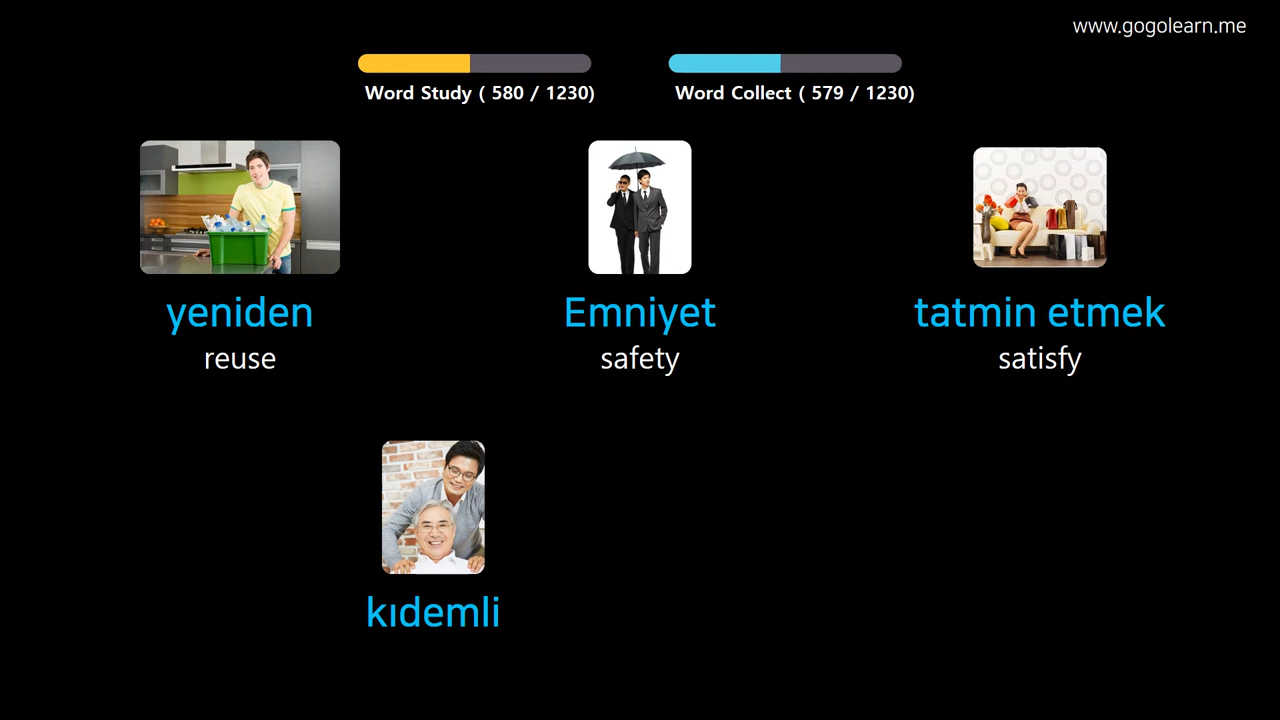 www.gogolearn.me
Word Study ( 580 / 1230)
Word Collect ( 579 / 1230)
yeniden
reuse
Emniyet
safety
tatmin etmek
satisfy
kıdemli